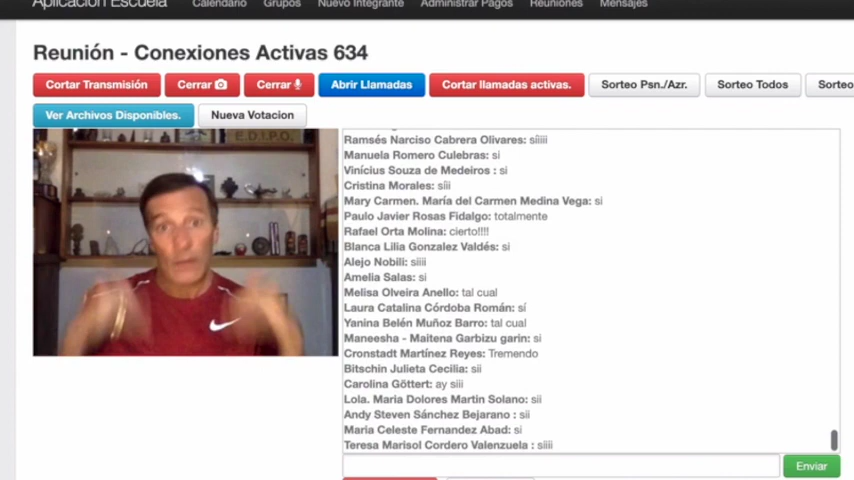 Aplicación Escuela Calendario Grupos Nuevo Integrante Administrar Pagos Reuniones Mensajes
Reunión - Conexiones Activas 634
Cortar Transmisión Cerrar Cerrar Abrir Llamadas Cortar llamadas activas. Sorteo Psn./Azr. Sorteo Todos Sorteo
Ver Archivos Disponibles. Nueva Votacion
E.D.I.P.O.
Ramsés Narciso Cabrera Olivares: síiiii
Manuela Romero Culebras: sí
Vinícius Souza de Medeiros : si
Cristina Morales: síii
Mary Carmen. María del Carmen Medina Vega: si
Paulo Javier Rosas Fidalgo: totalmente
Rafael Orta Molina: cierto!!!!
Blanca Lilia Gonzalez Valdés: si
Alejo Nobili: siiii
Amelia Salas: si
Melisa Olveira Anello: tal cual
Laura Catalina Córdoba Román: sí
Yanina Belén Muñoz Barro: tal cual
Maneesha - Maitena Garbizu garin: si
Cronstadt Martínez Reyes: Tremendo
Bitschin Julieta Cecilia: sii
Carolina Göttert: ay siii
Lola. Maria Dolores Martin Solano: sii
Andy Steven Sánchez Bejarano : sii
Maria Celeste Fernandez Abad: si
Teresa Marisol Cordero Valenzuela : síiii
Enviar